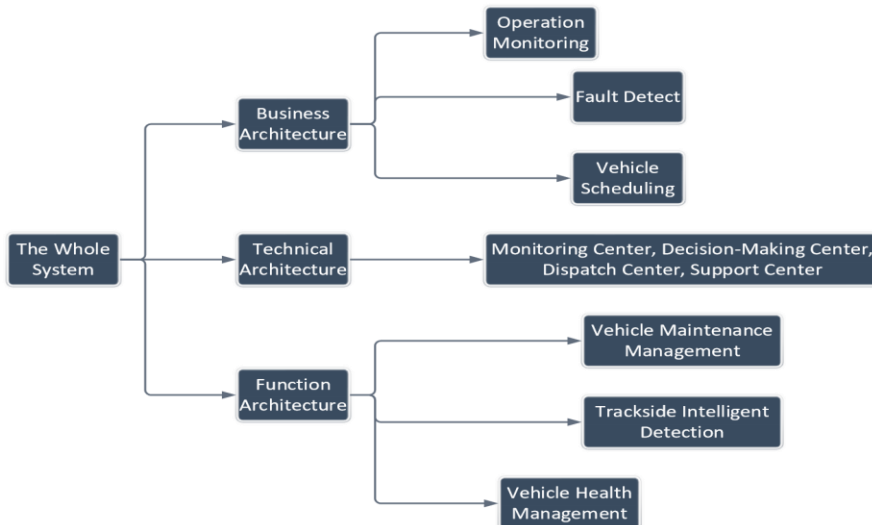 Operation
Monitoring
Fault Detect
Business
Architecture
Vehicle
Scheduling
The Whole
System
Technical
Architecture
Monitoring Center, Decision-Making Center,
Dispatch Center, Support Center
Vehicle Maintenance
Management
Function
Architecture
Trackside Intelligent
Detection
Vehicle Health
Management